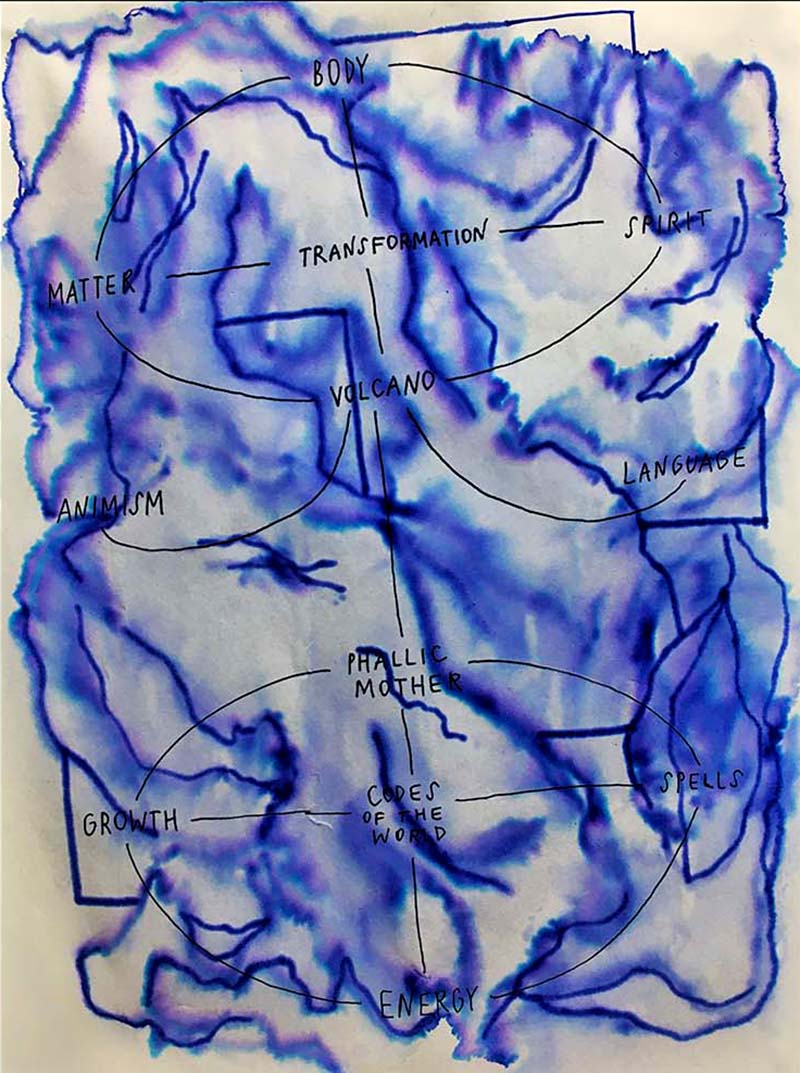 BODY
TRANSFORMATION
SPIRIT
MATTER
VOLCANO
LANGUAGE
ANIMISM
PHALLIC
MOTHER
CODES
OF THE
WORLD
SPELLS
GROWTH
ENERGY